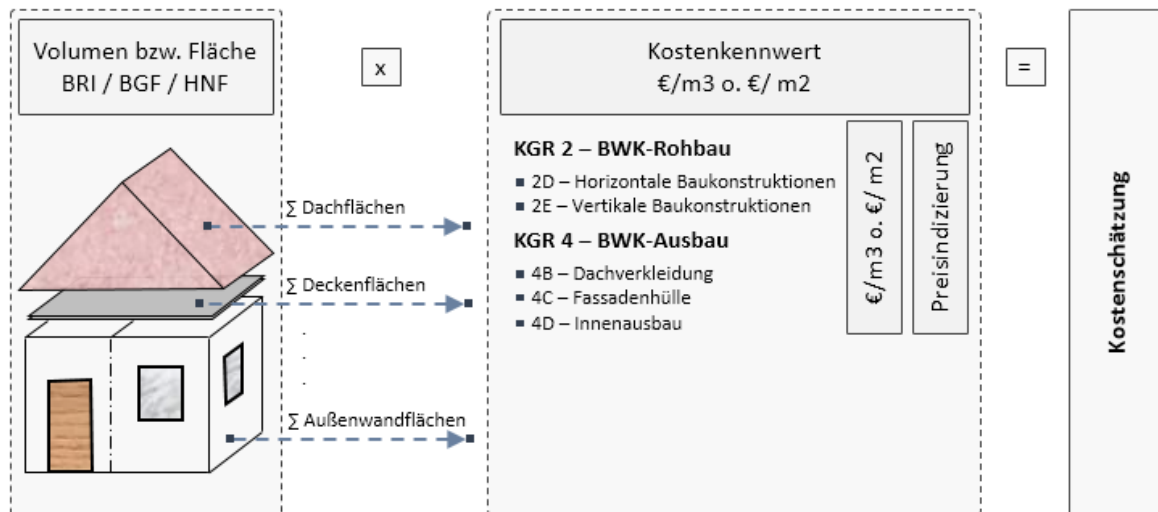 Volumen bzw. Fläche
BRI / BGF / HNF
x
Kostenkennwert
€/m3 o. €/ m2
=
∑ Dachflächen
∑ Deckenflächen
.
.
.
∑ Außenwandflächen
KGR 2 – BWK-Rohbau
2D – Horizontale Baukonstruktionen
2E – Vertikale Baukonstruktionen
KGR 4 – BWK-Ausbau
4B – Dachverkleidung
4C – Fassadenhülle
4D – Innenausbau
€/m3 o. €/ m2
Preisindizierung
Kostenschätzung